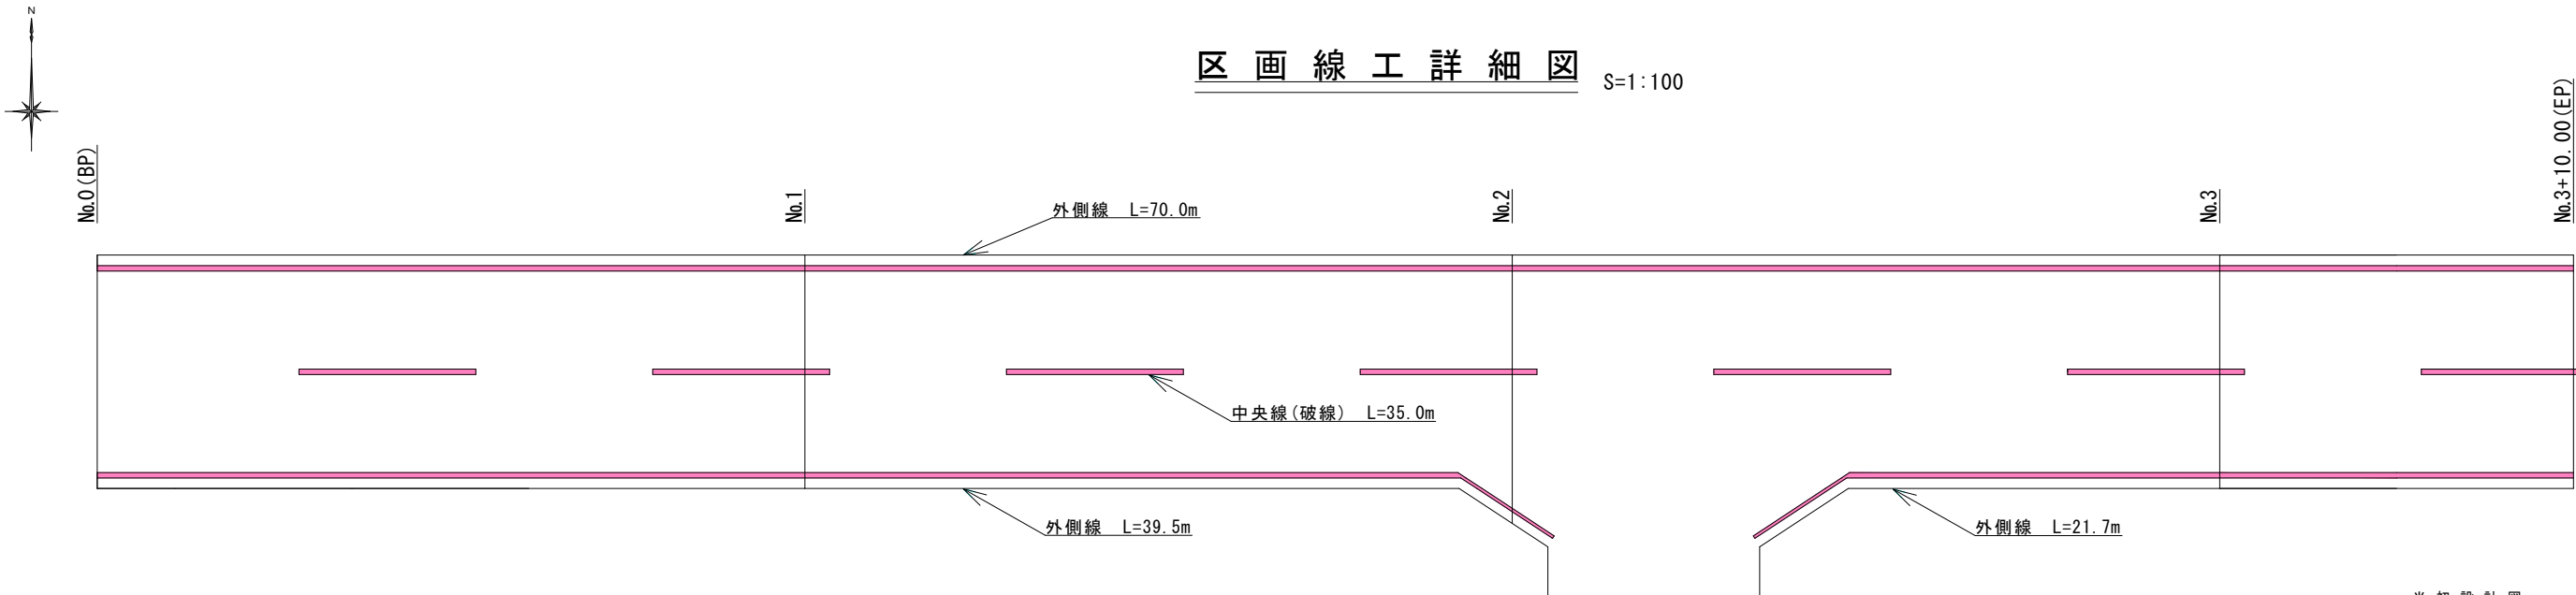 N
区画線工詳細図 S=1:100
No.0(BP)
No.1
No.2
No.3
No.3+10.00(EP)
外側線 L=70.0m
中央線(破線) L=35.0m
外側線 L=39.5m
外側線 L=21.7m